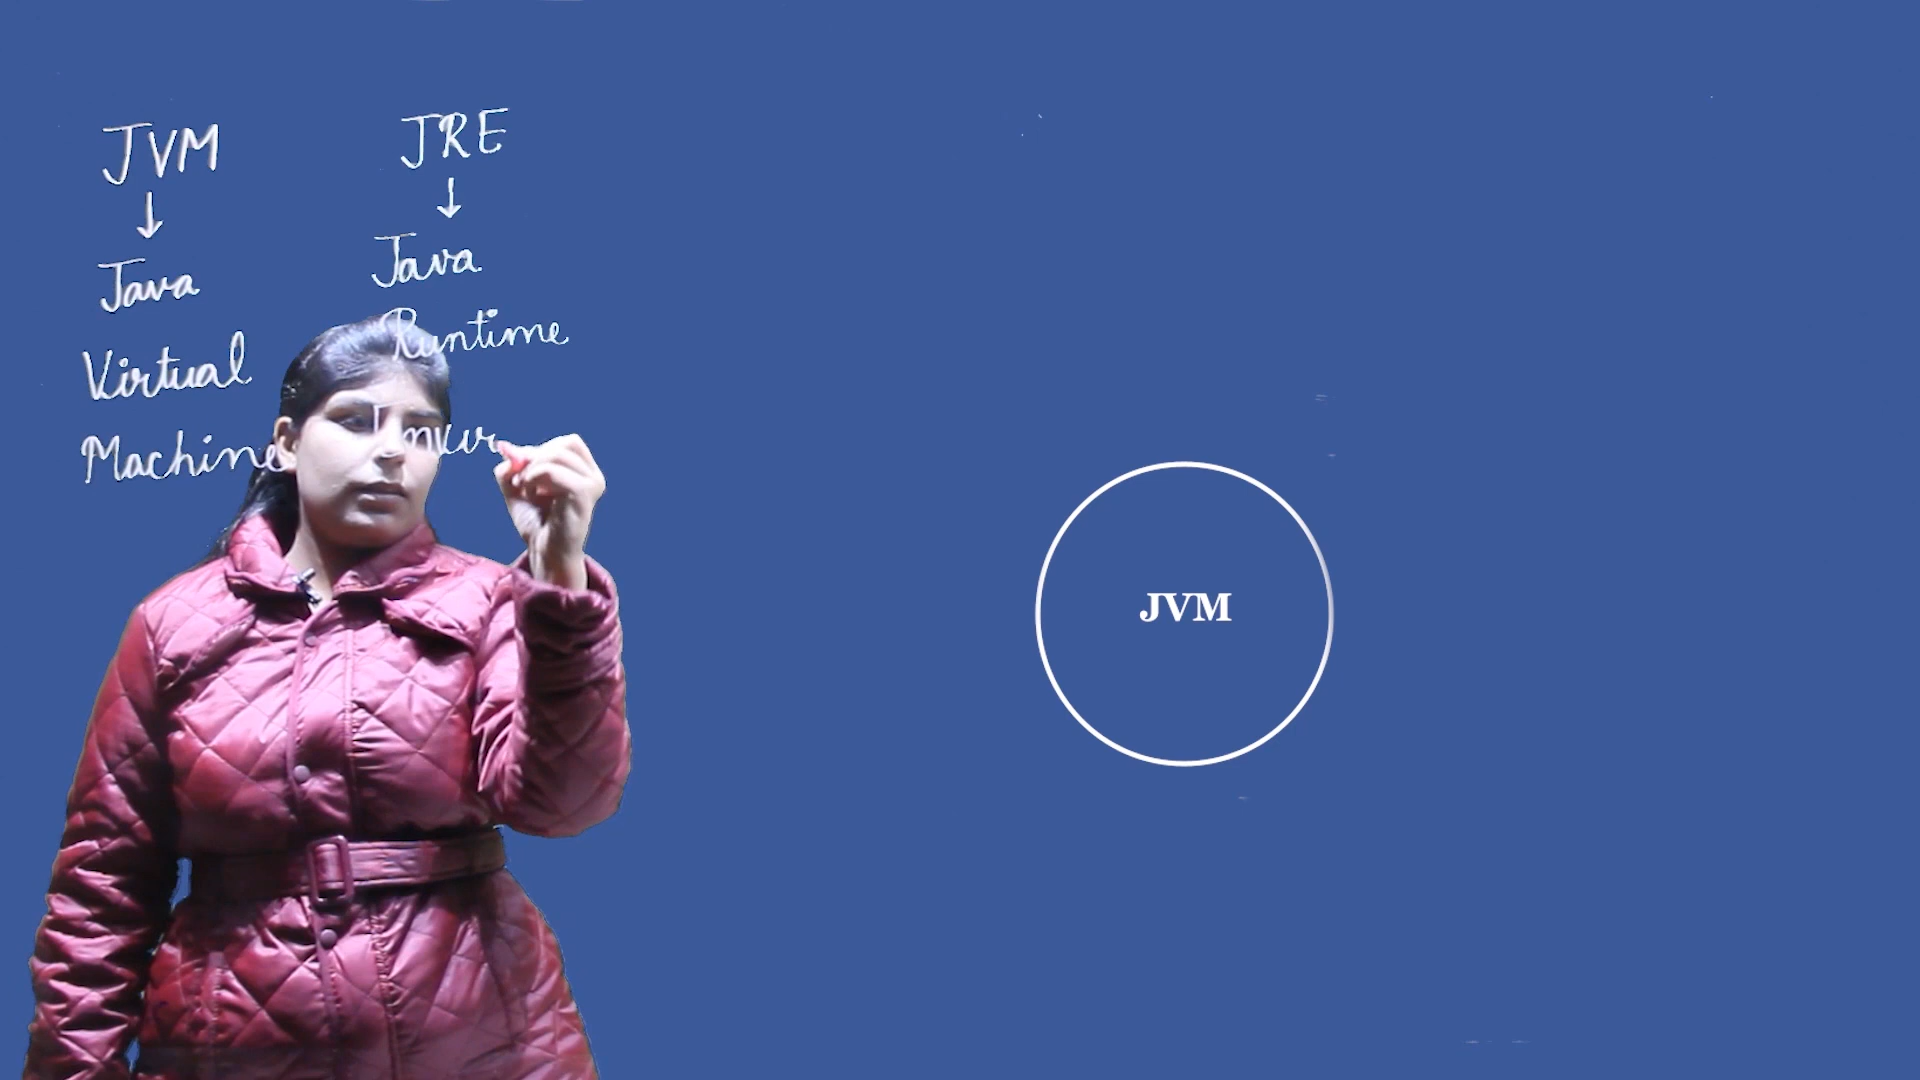 JVM
↓
Java
Virtual
Machine
JRE
↓
Java
Runtime
JVM